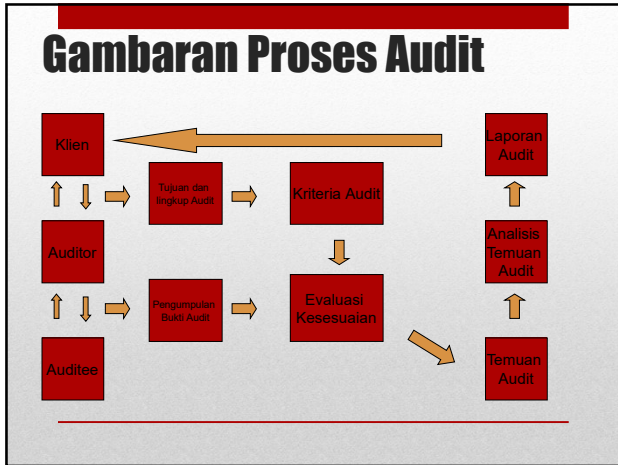 Gambaran Proses Audit
Klien
Laporan
Audit
Tujuan dan
lingkup Audit
Kriteria Audit
Auditor
Analisis
Temuan
Audit
Pengumpulan
Bukti Audit
Evaluasi
Kesesuaian
Auditee
Temuan
Audit